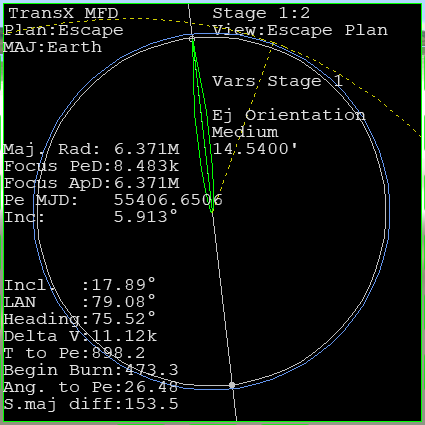 TransX MFD Stage 1:2
Plan:Escape View:Escape Plan
MAJ:Earth
Vars Stage 1
Ej Orientation
Medium
Maj. Rad: 6.371M 14.5400'
Focus PeD:8.483k
Focus ApD:6.371M
Pe MJD: 55406.6506
Inc: 5.913°
Incl. :17.89°
LAN :79.08°
Heading:75.52°
Delta V:11.12k
T to Pe:898.2
Begin Burn:473.3
Ang. to Pe:26.48
S.maj diff:153.5